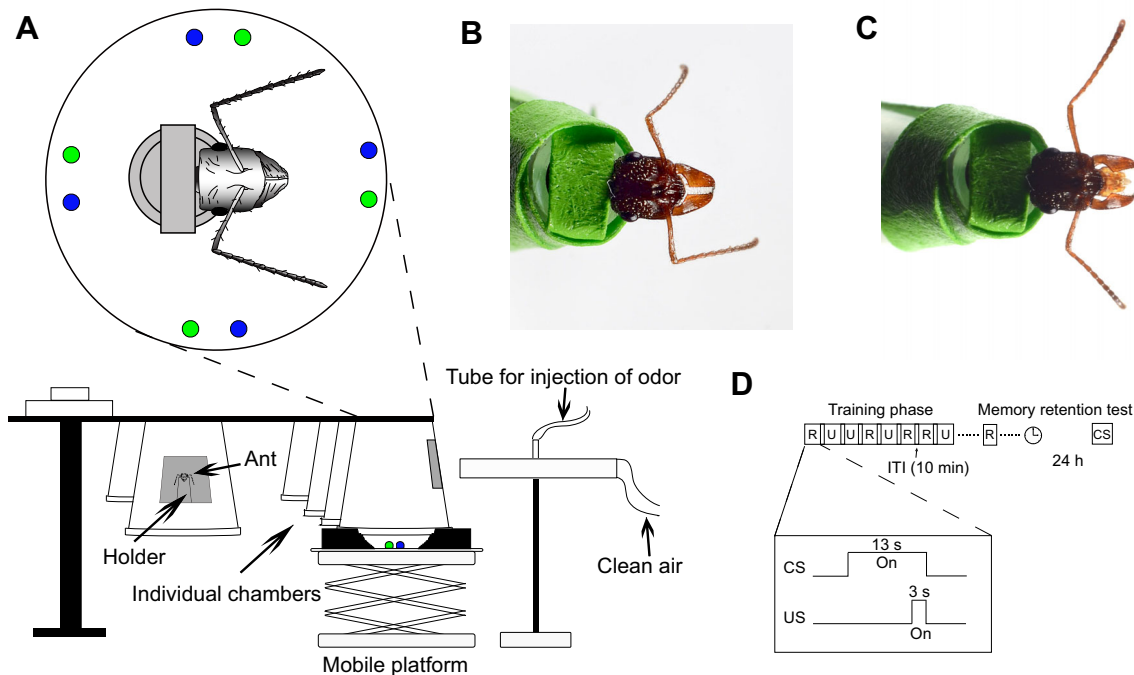 A
B
C
Ant
Holder
Individual chambers
Mobile platform
Tube for injection of odor
Clean air
D
Training phase
Memory retention test
R U U R U R R U R CS
ITI (10 min)
24 h
13 s
CS On
3 s
US On